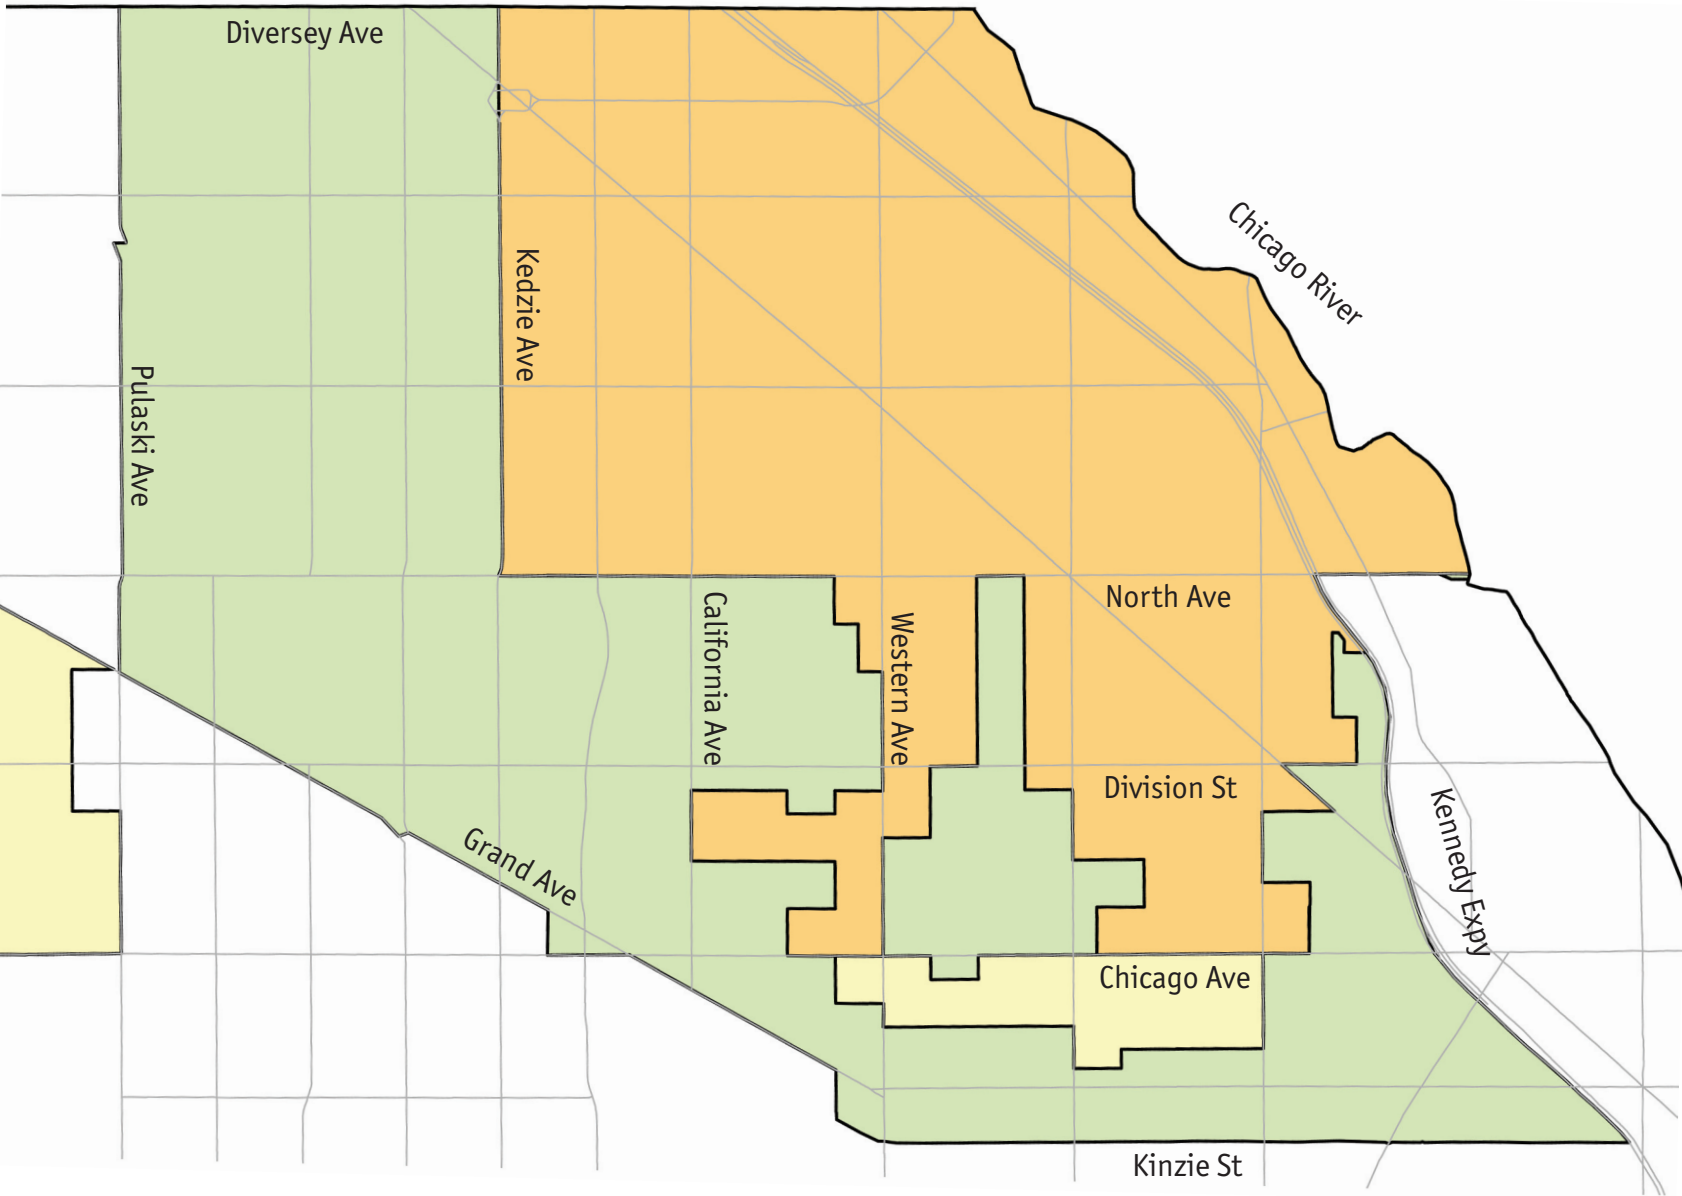 Diversey Ave
Chicago River
Kedzie Ave
Pulaski Ave
North Ave
California Ave
Western Ave
Division St
Kennedy Expy
Grand Ave
Chicago Ave
Kinzie St